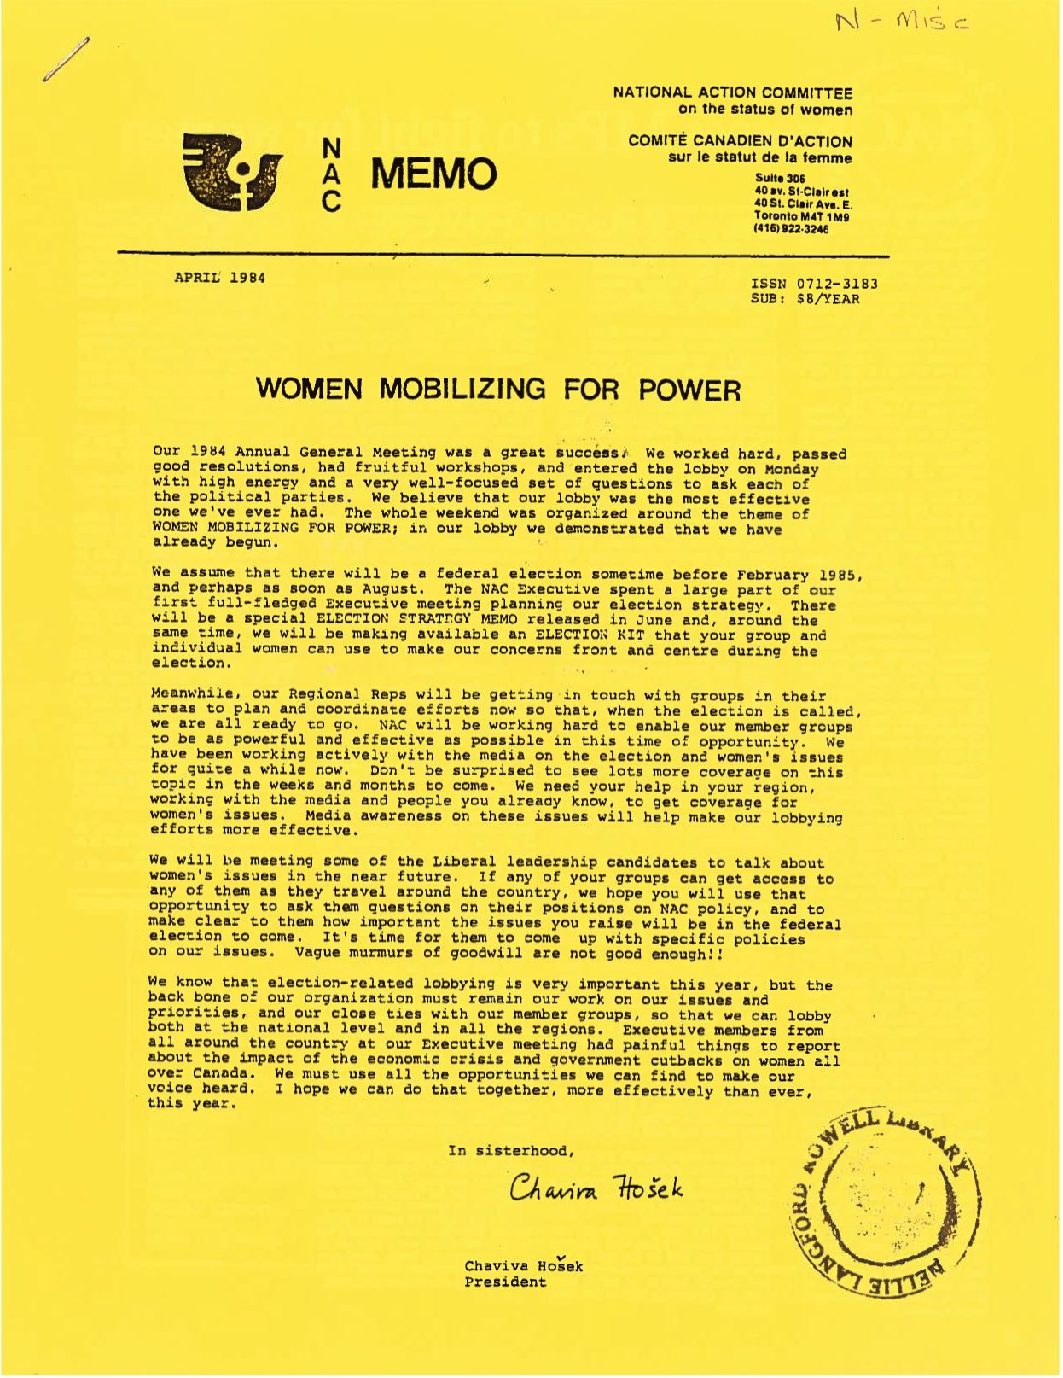 N - Misc
NATIONAL ACTION COMMITTEE
on the status of women
COMITÉ CANADIEN D'ACTION
sur le statut de la femme
NAC MEMO
Suite 306
40 av. St-Clair est
40 St. Clair Ave. E.
Toronto M4T 1M9
(416) 922-3246
APRIL 1984
ISSN 0712-3183
SUB: $8/YEAR
WOMEN MOBILIZING FOR POWER
Our 1984 Annual General Meeting was a great success. We worked hard, passed
good resolutions, had fruitful workshops, and entered the lobby on Monday
with high energy and a very well-focused set of questions to ask each of
the political parties. We believe that our lobby was the most effective
one we've ever had. The whole weekend was organized around the theme of
WOMEN MOBILIZING FOR POWER; in our lobby we demonstrated that we have
already begun.
We assume that there will be a federal election sometime before February 1985,
and perhaps as soon as August. The NAC Executive spent a large part of our
first full-fledged Executive meeting planning our election strategy. There
will be a special ELECTION STRATEGY MEMO released in June and, around the
same time, we will be making available an ELECTION KIT that your group and
individual women can use to make our concerns front and centre during the
election.
Meanwhile, our Regional Reps will be getting in touch with groups in their
areas to plan and coordinate efforts now so that, when the election is called,
we are all ready to go. NAC will be working hard to enable our member groups
to be as powerful and effective as possible in this time of opportunity. We
have been working actively with the media on the election and women's issues
for quite a while now. Don't be surprised to see lots more coverage on this
topic in the weeks and months to come. We need your help in your region,
working with the media and people you already know, to get coverage for
women's issues. Media awareness on these issues will help make our lobbying
efforts more effective.
We will be meeting some of the Liberal leadership candidates to talk about
women's issues in the near future. If any of your groups can get access to
any of them as they travel around the country, we hope you will use that
opportunity to ask them questions on their positions on NAC policy, and to
make clear to them how important the issues you raise will be in the federal
election to come. It's time for them to come up with specific policies
on our issues. Vague murmurs of goodwill are not good enough!!
We know that election-related lobbying is very important this year, but the
back bone of our organization must remain our work on our issues and
priorities, and our close ties with our member groups, so that we can lobby
both at the national level and in all the regions. Executive members from
all around the country at our Executive meeting had painful things to report
about the impact of the economic crisis and government cutbacks on women all
over Canada. We must use all the opportunities we can find to make our
voice heard. I hope we can do that together, more effectively than ever,
this year.
In sisterhood,
Chaviva Hošek
Chaviva Hošek
President
NELLIE LANGFORD ROWELL LIBRARY